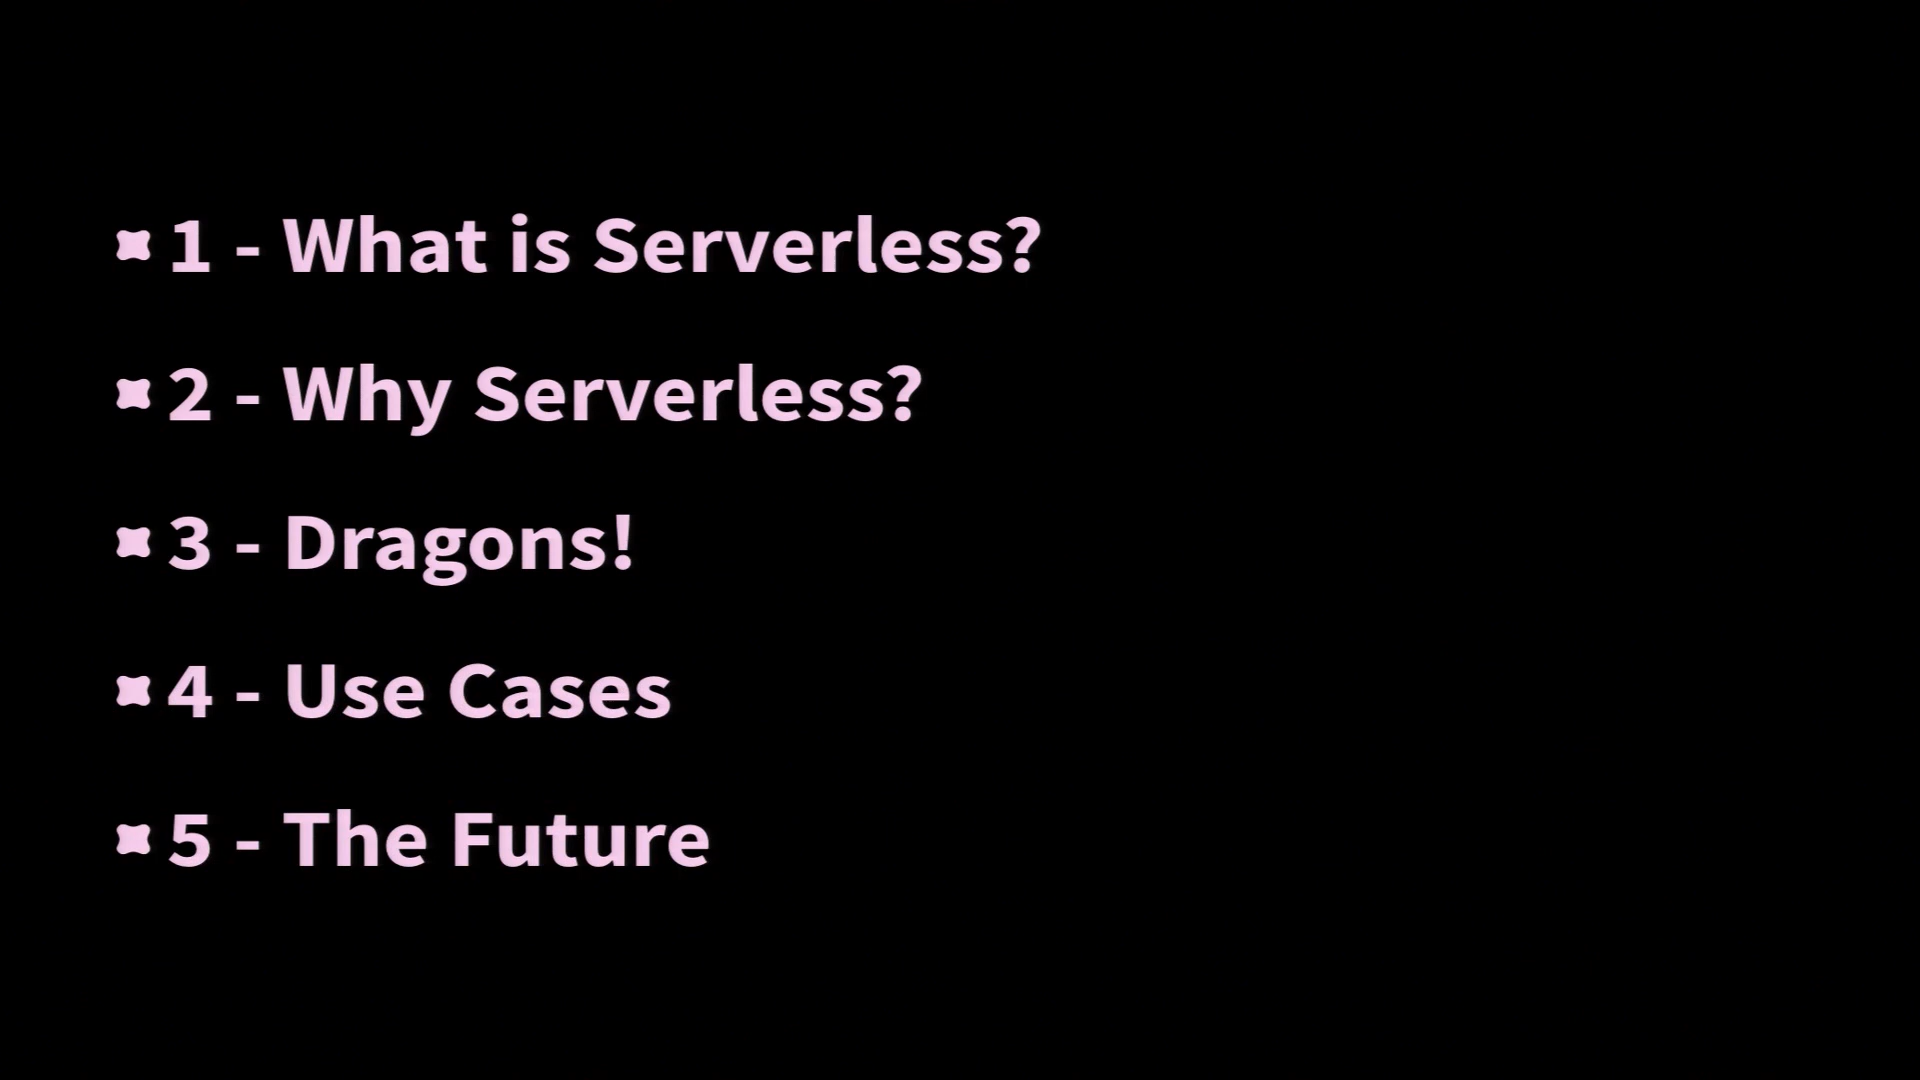 1 - What is Serverless?
2 - Why Serverless?
3 - Dragons!
4 - Use Cases
5 - The Future